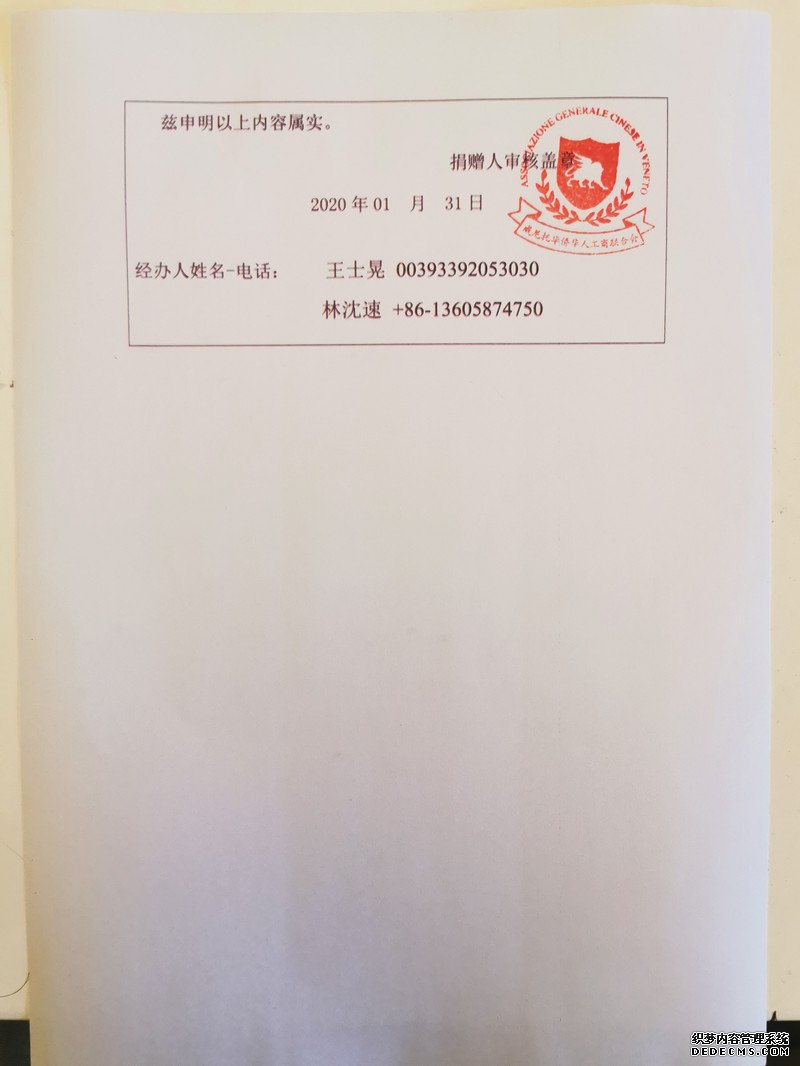 兹申明以上内容属实。
捐赠人审核盖章
ASSOCIAZIONE GENERALE CINESE IN VENETO
威尼托华侨华人工商联合会
2020 年 01 月 31 日
经办人姓名-电话： 王士晃 00393392053030
林沈速 +86-13605874750
织梦内容管理系统
DEDECMS.COM